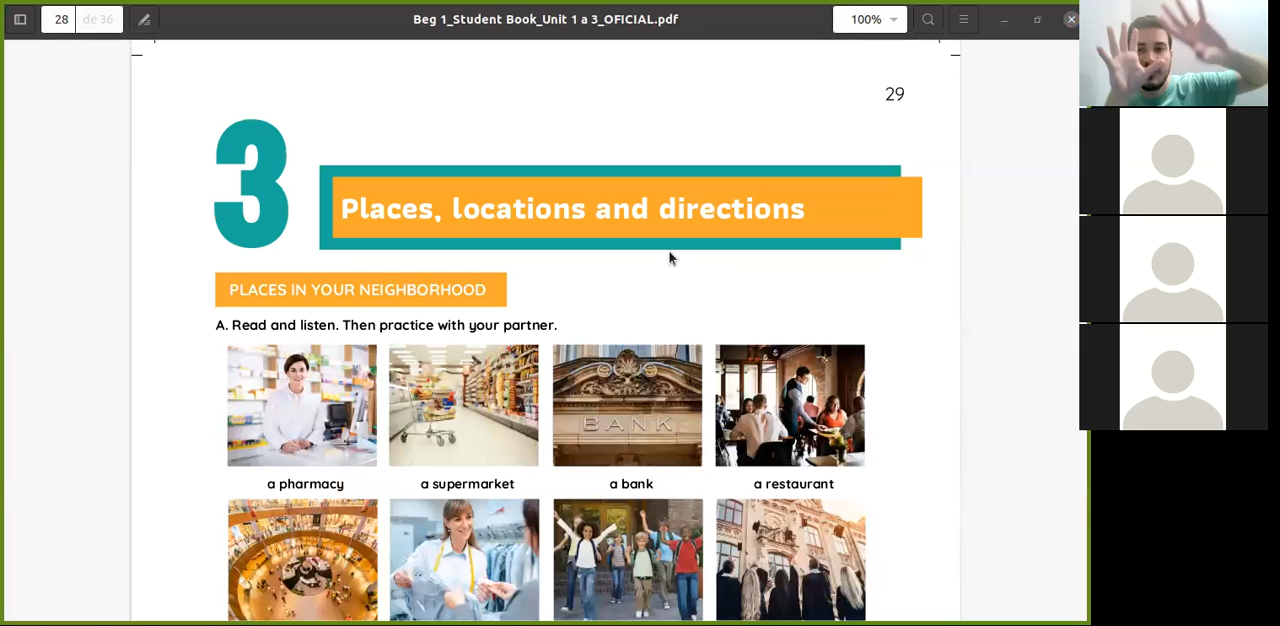 28 de 36
Beg 1_Student Book_Unit 1 a 3_OFICIAL.pdf
100%
29
3
Places, locations and directions
PLACES IN YOUR NEIGHBORHOOD
A. Read and listen. Then practice with your partner.
BANK
a pharmacy
a supermarket
a bank
a restaurant